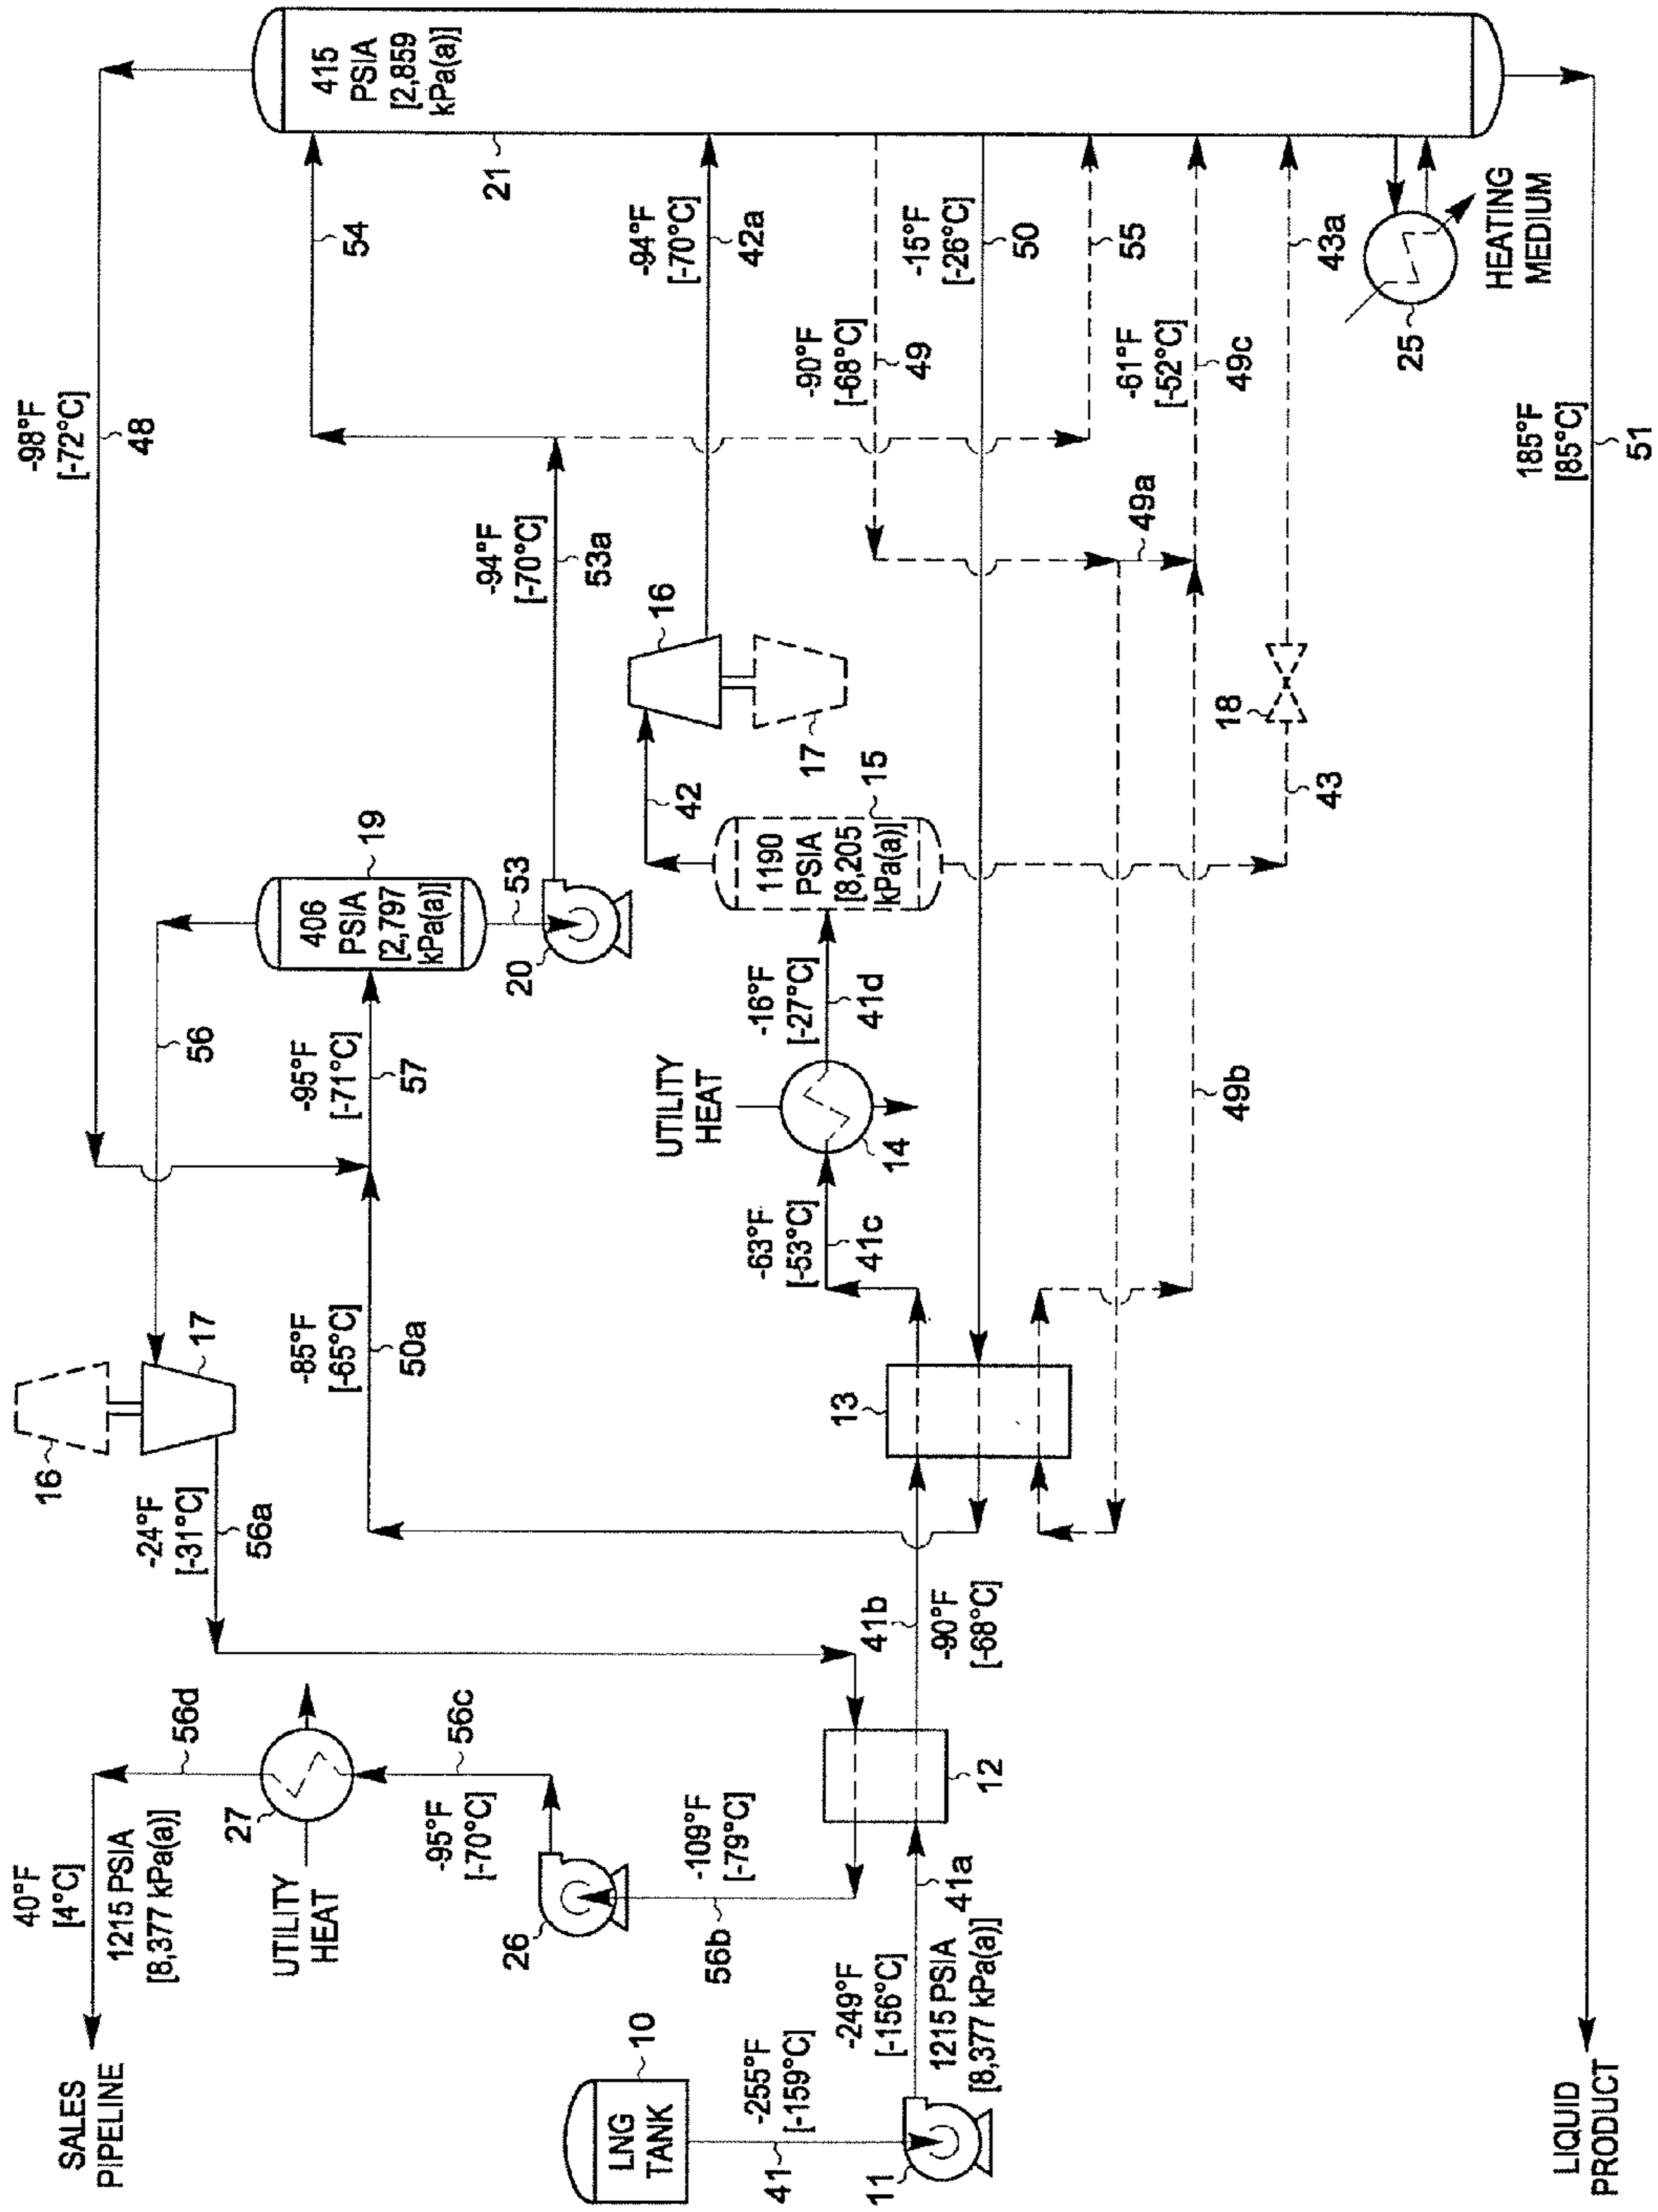 -98°F
[-72°C]
48
415
PSIA
[2,859
kPa(a)]
21
54
-94°F
[-70°C]
42a
-15°F
[-26°C]
50
55
43a
-90°F
[-68°C]
49
-61°F
[-52°C]
49c
25
HEATING
MEDIUM
185°F
[85°C]
51
-94°F
[-70°C]
53a
49a
16
17
18
43
42
15
1190
PSIA
[8,205
kPa(a)]
19
406
PSIA
[2,797
kPa(a)]
53
20
56
-95°F
[-71°C]
57
-16°F
[-27°C]
41d
UTILITY
HEAT
14
49b
-63°F
[-53°C]
41c
-85°F
[-65°C]
50a
13
17
16
-24°F
[-31°C]
56a
41b
-90°F
[-68°C]
56d
56c
-95°F
[-70°C]
27
UTILITY
HEAT
40°F
[4°C]
1215 PSIA
[8,377 kPa(a)]
12
-109°F
[-79°C]
26
56b
41a
-249°F
[-156°C]
1215 PSIA
[8,377 kPa(a)]
10
LNG
TANK
-255°F
[-159°C]
41
11
SALES
PIPELINE
LIQUID
PRODUCT